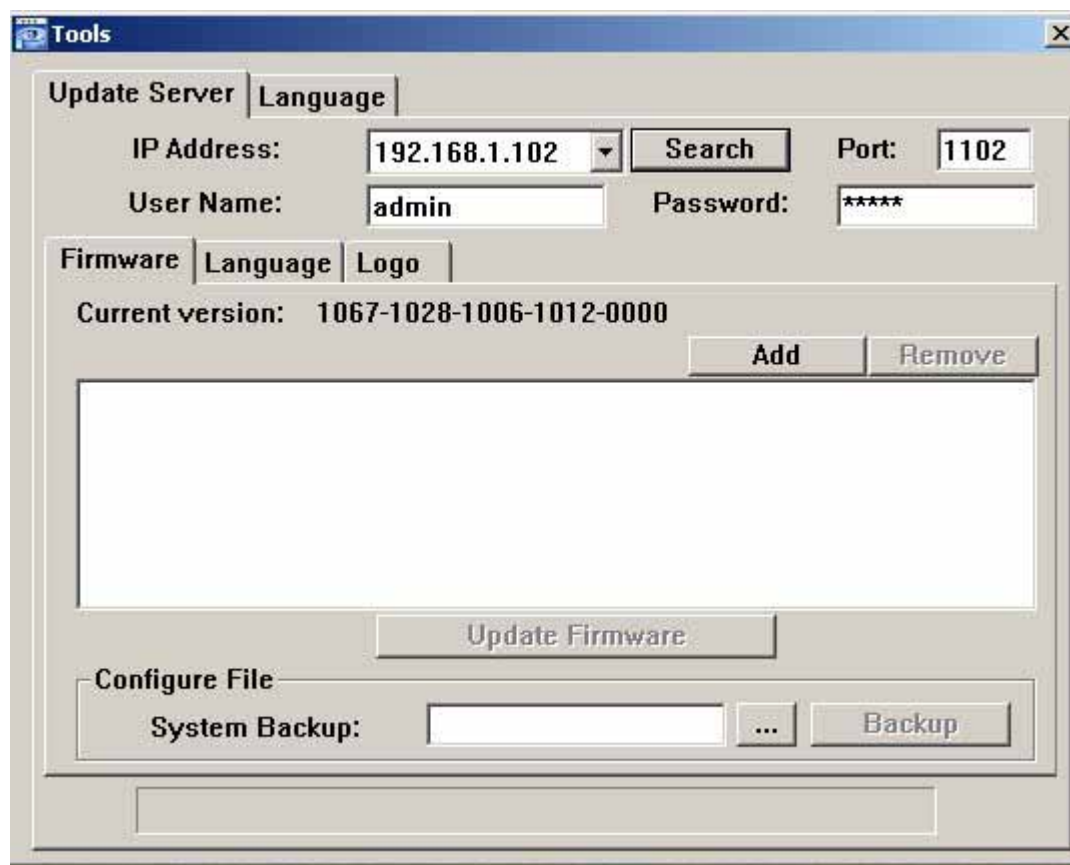 Tools
Update Server Language
IP Address: 192.168.1.102 Search Port: 1102
User Name: admin Password: *****
Firmware Language Logo
Current version: 1067-1028-1006-1012-0000
Add Remove
Update Firmware
Configure File
System Backup: ... Backup